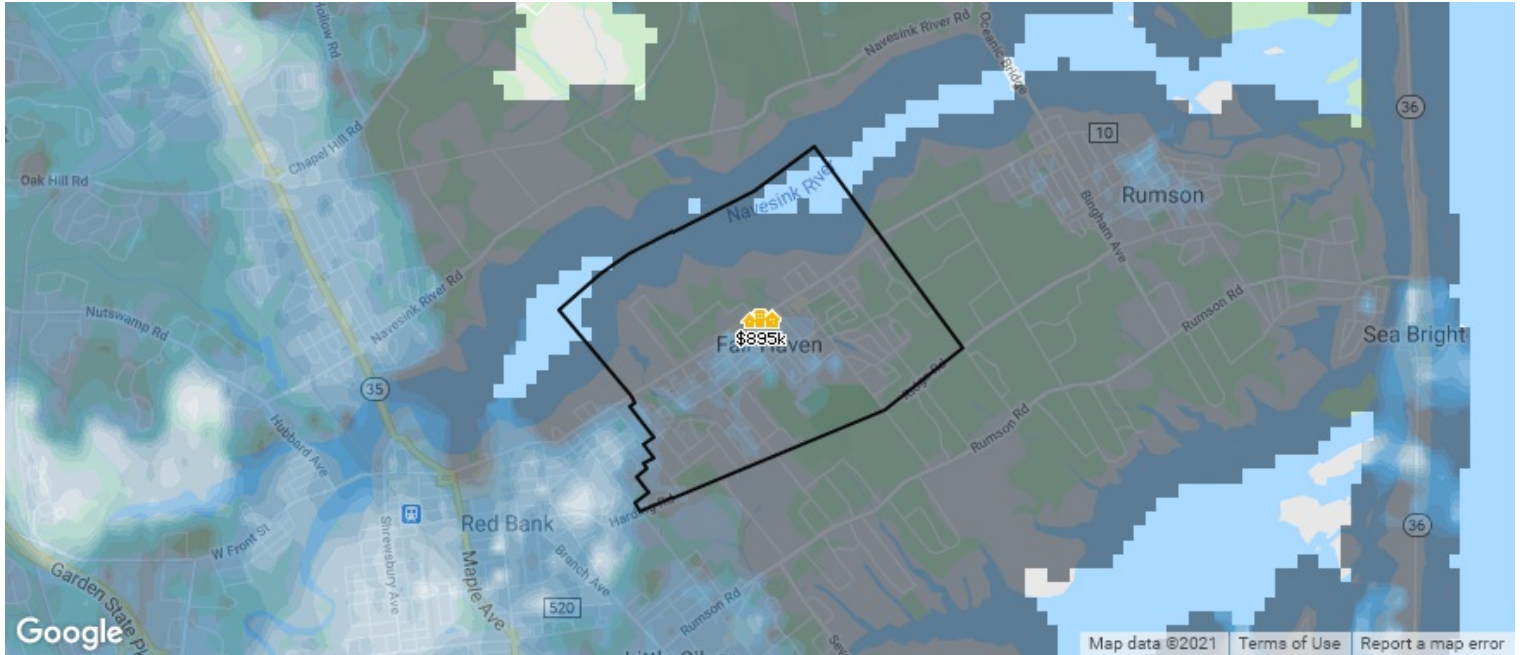 Hollow Rd
Navesink River Rd
Oceanic Bridge
36
Chapel Hill Rd
10
Oak Hill Rd
Rumson
Navesink River
Bingham Ave
Navesink River Rd
Rumson Rd
Nutswamp Rd
$895k
Fair Haven
Sea Bright
35
Ridge Rd
Hubbard Ave
Rumson Rd
Harding Rd
Red Bank
36
W Front St
Shrewsbury Ave
Maple Ave
Branch Ave
Garden State Pk
520
Rumson Rd
Google
Map data ©2021
Terms of Use
Report a map error